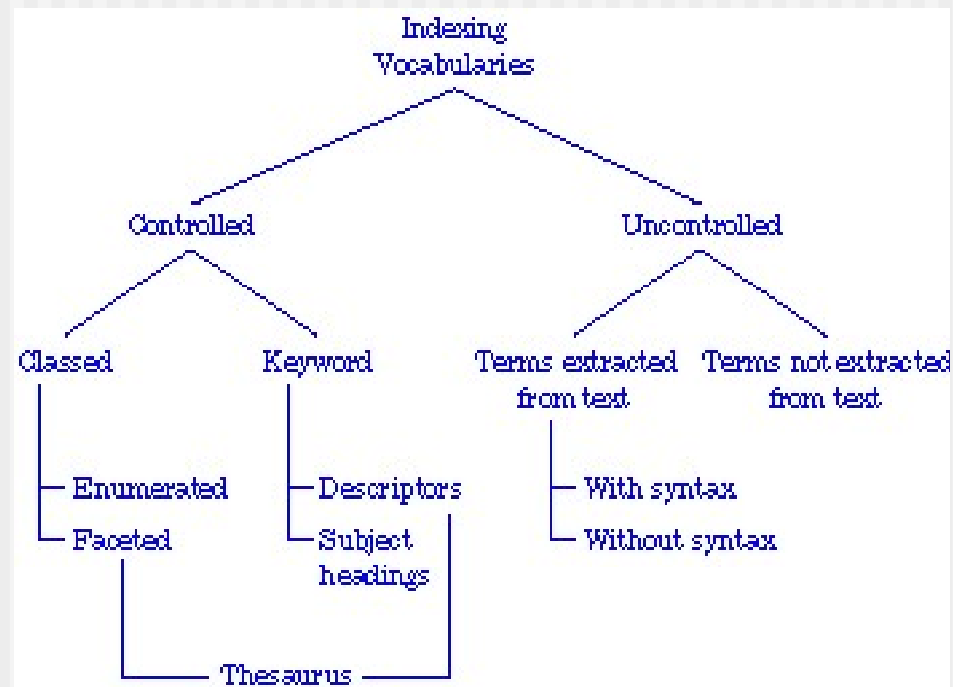 Indexing
Vocabularies
Controlled
Uncontrolled
Classed
Keyword
Terms extracted
from text
Terms not extracted
from text
Enumerated
Faceted
Descriptors
Subject
headings
With syntax
Without syntax
Thesaurus